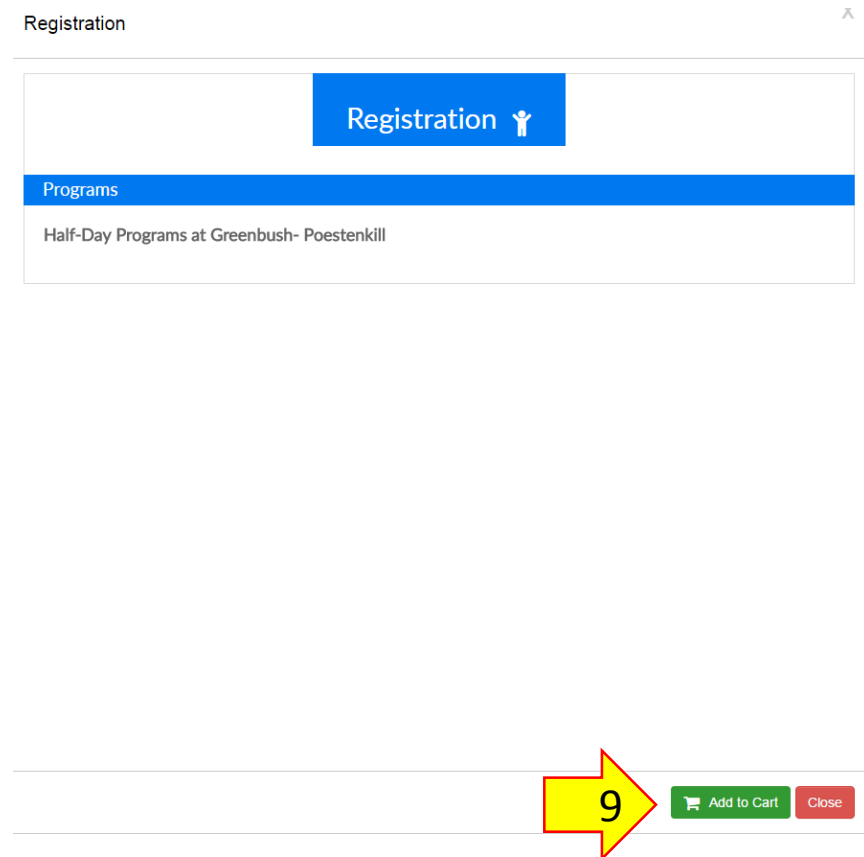 Registration
Registration
Programs
Half-Day Programs at Greenbush- Poestenkill
9
Add to Cart
Close